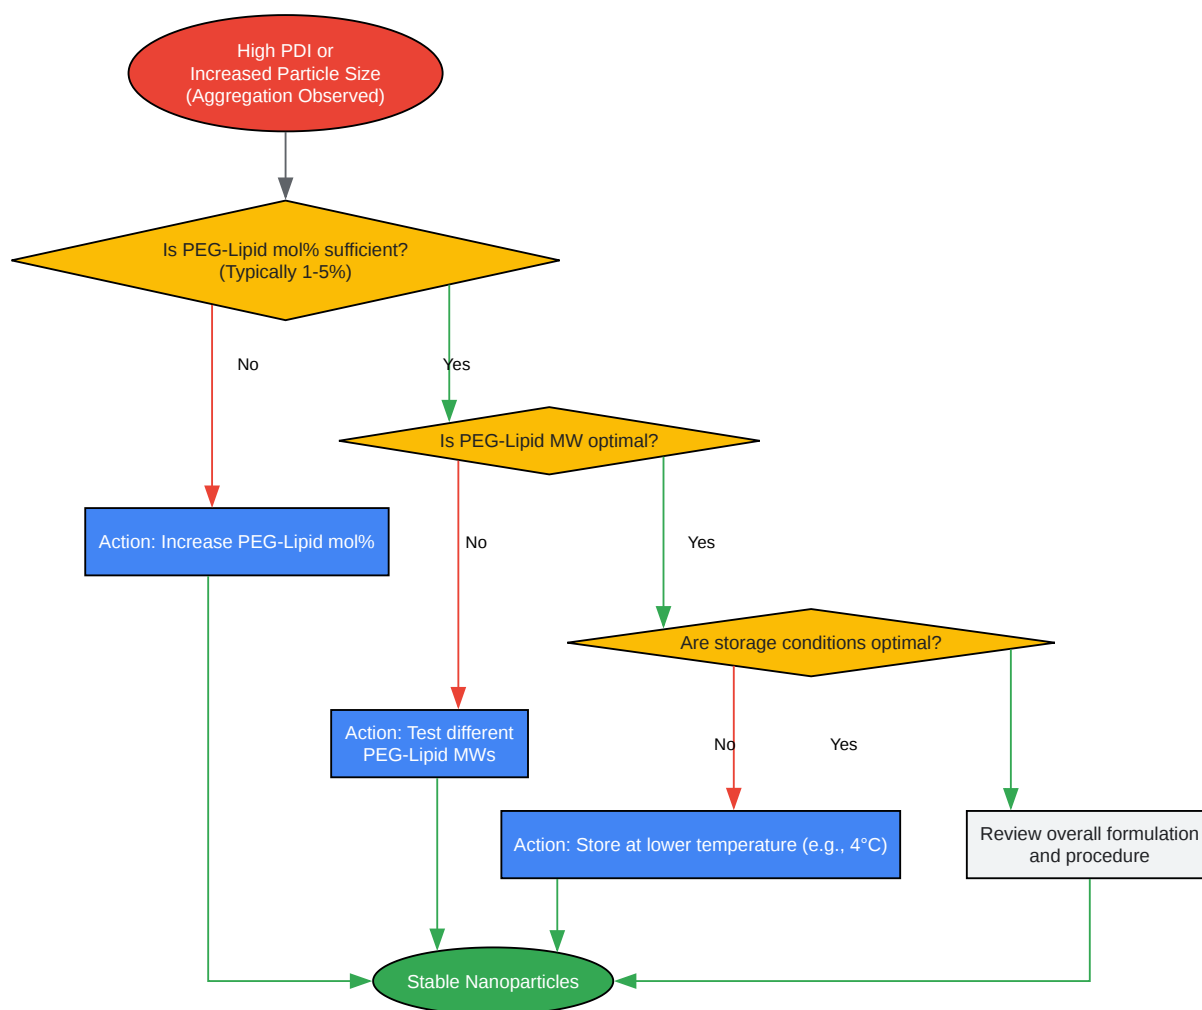 High PDI or
Increased Particle Size
(Aggregation Observed)
Is PEG-Lipid mol% sufficient?
(Typically 1-5%)
No
Yes
Is PEG-Lipid MW optimal?
Action: Increase PEG-Lipid mol%
No
Yes
Are storage conditions optimal?
Action: Test different
PEG-Lipid MWs
No
Yes
Action: Store at lower temperature (e.g., 4°C)
Review overall formulation
and procedure
Stable Nanoparticles